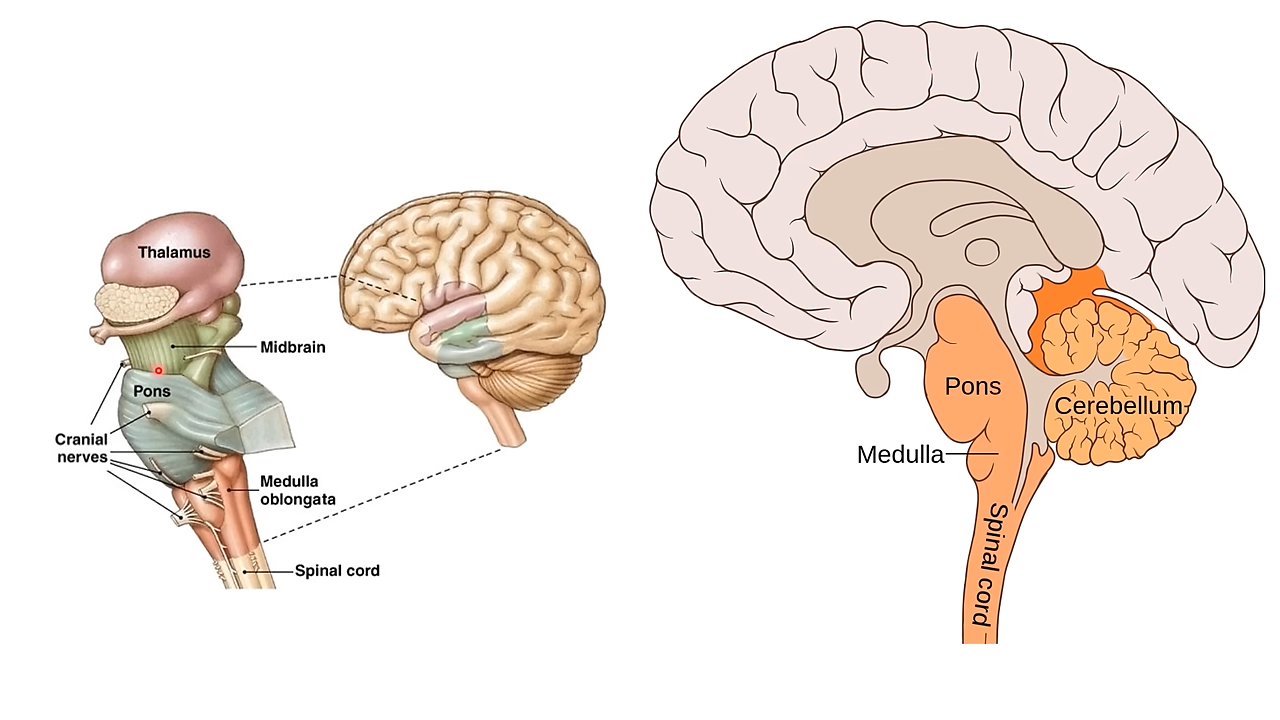 Thalamus
Midbrain
Pons
Cranial
nerves
Medulla
oblongata
Spinal cord
Pons
Cerebellum
Medulla
Spinal cord